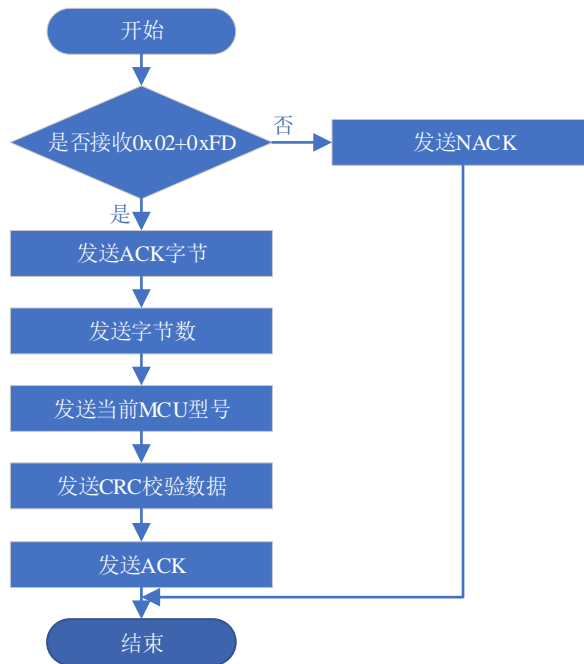 开始
是否接收0x02+0xFD
否
发送NACK
是
发送ACK字节
发送字节数
发送当前MCU型号
发送CRC校验数据
发送ACK
结束